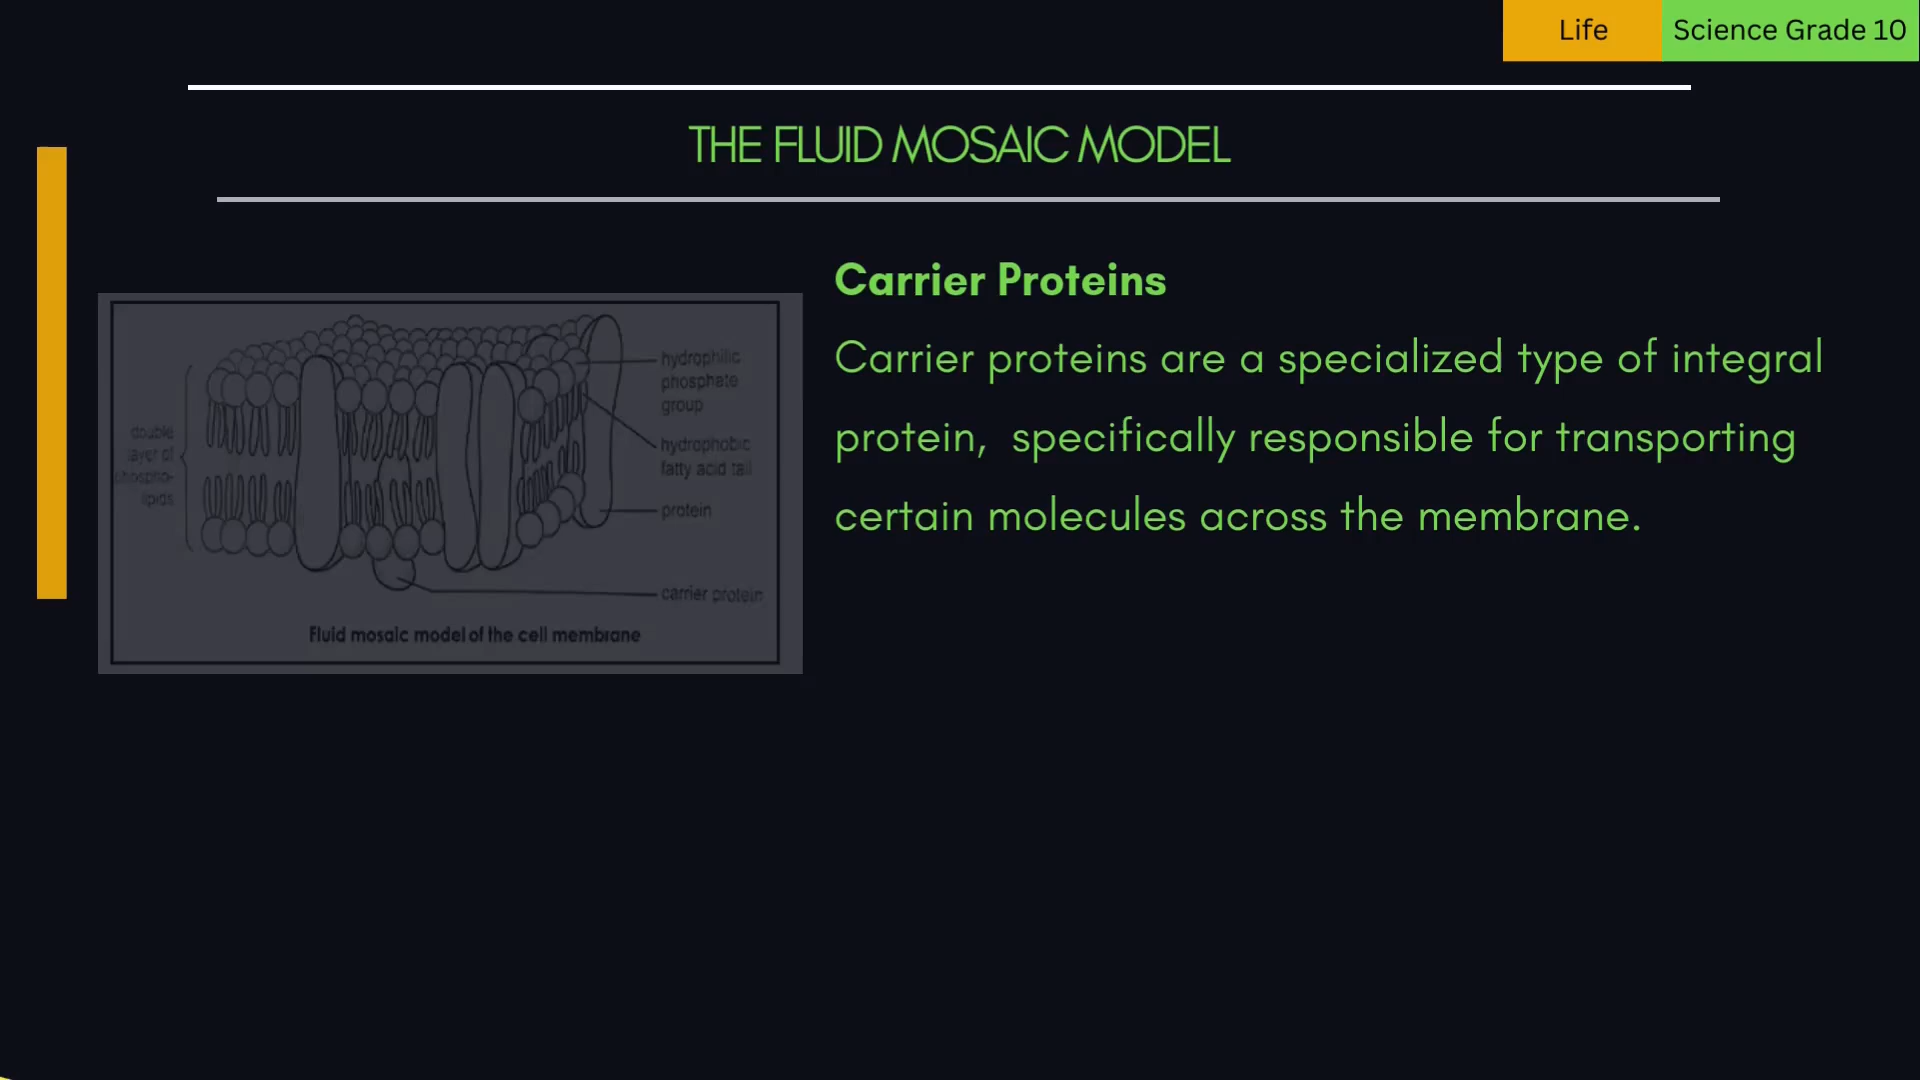 Life
Science Grade 10
THE FLUID MOSAIC MODEL
Carrier Proteins
Carrier proteins are a specialized type of integral
protein,  specifically responsible for transporting
certain molecules across the membrane.
hydrophilic
phosphate
group
double
layer of
phospho-
lipids
hydrophobic
fatty acid tail
protein
carrier protein
Fluid mosaic model of the cell membrane